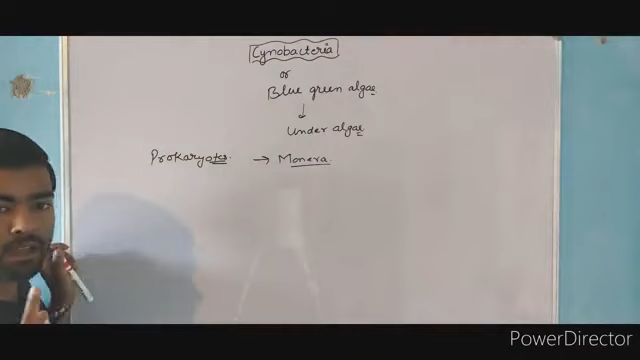 Cynobacteria
or
Blue green algae
↓
Under algae
Prokaryotes. → Monera.
PowerDirector